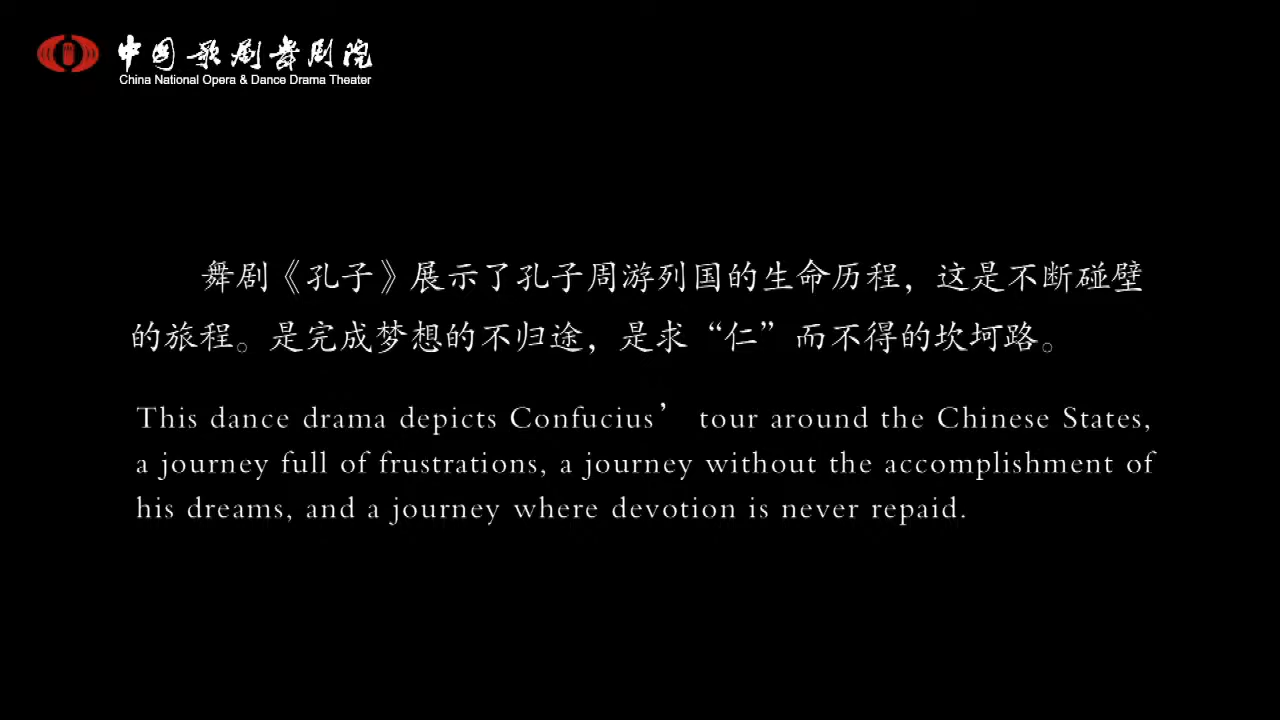 中国歌剧舞剧院
China National Opera & Dance Drama Theater
舞剧《孔子》展示了孔子周游列国的生命历程，这是不断碰壁
的旅程。是完成梦想的不归途，是求“仁”而不得的坎坷路。
This dance drama depicts Confucius’ tour around the Chinese States,
a journey full of frustrations, a journey without the accomplishment of
his dreams, and a journey where devotion is never repaid.